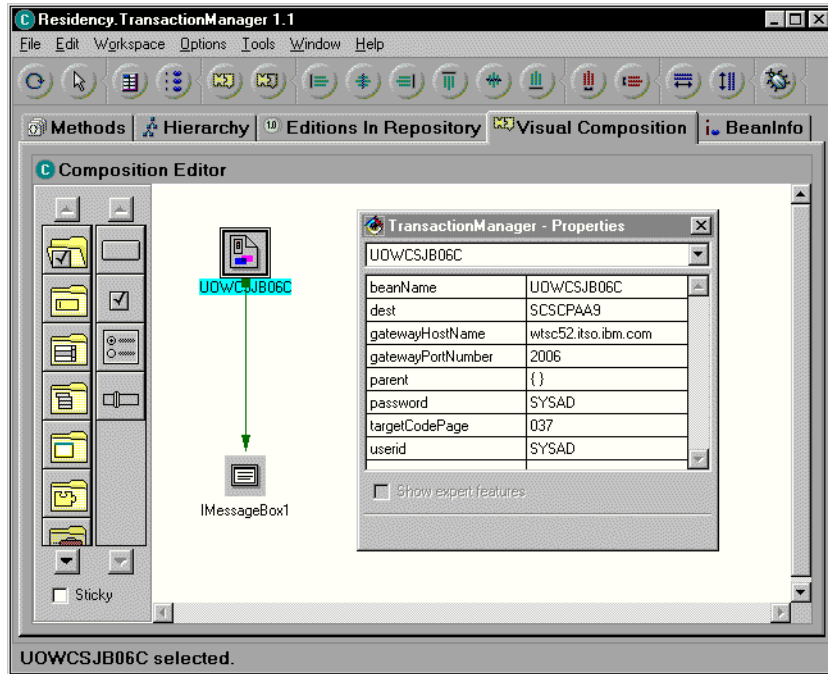 Residency.TransactionManager 1.1
File Edit Workspace Options Tools Window Help
Methods Hierarchy 1.0 Editions In Repository Visual Composition BeanInfo
Composition Editor
TransactionManager - Properties
UOWCSJB06C
UOWCSJB06C
beanName UOWCSJB06C
dest SCSCPAA9
gatewayHostName wtsc52.itso.ibm.com
gatewayPortNumber 2006
parent { }
password SYSAD
targetCodePage 037
userid SYSAD
Show expert features
IMessageBox1
Sticky
UOWCSJB06C selected.